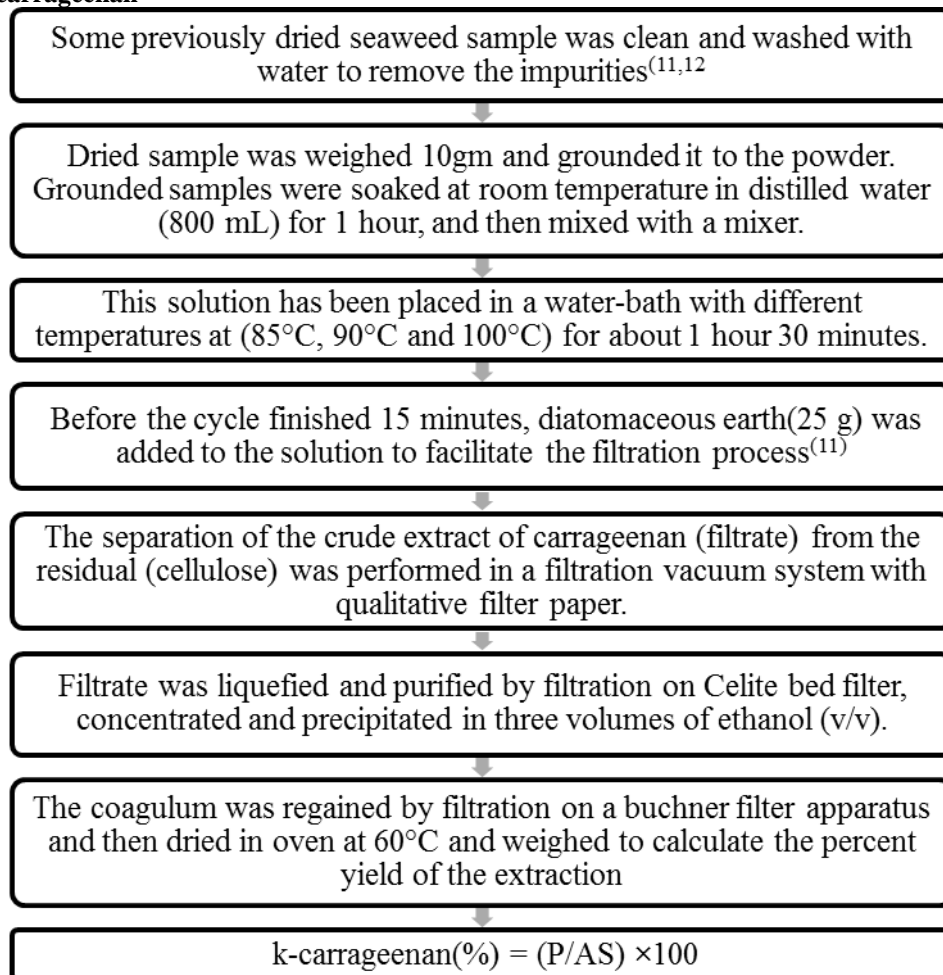 carrageenan
Some previously dried seaweed sample was clean and washed with
water to remove the impurities(11,12
Dried sample was weighed 10gm and grounded it to the powder.
Grounded samples were soaked at room temperature in distilled water
(800 mL) for 1 hour, and then mixed with a mixer.
This solution has been placed in a water-bath with different
temperatures at (85°C, 90°C and 100°C) for about 1 hour 30 minutes.
Before the cycle finished 15 minutes, diatomaceous earth(25 g) was
added to the solution to facilitate the filtration process(11)
The separation of the crude extract of carrageenan (filtrate) from the
residual (cellulose) was performed in a filtration vacuum system with
qualitative filter paper.
Filtrate was liquefied and purified by filtration on Celite bed filter,
concentrated and precipitated in three volumes of ethanol (v/v).
The coagulum was regained by filtration on a buchner filter apparatus
and then dried in oven at 60°C and weighed to calculate the percent
yield of the extraction
k-carrageenan(%) = (P/AS) ×100